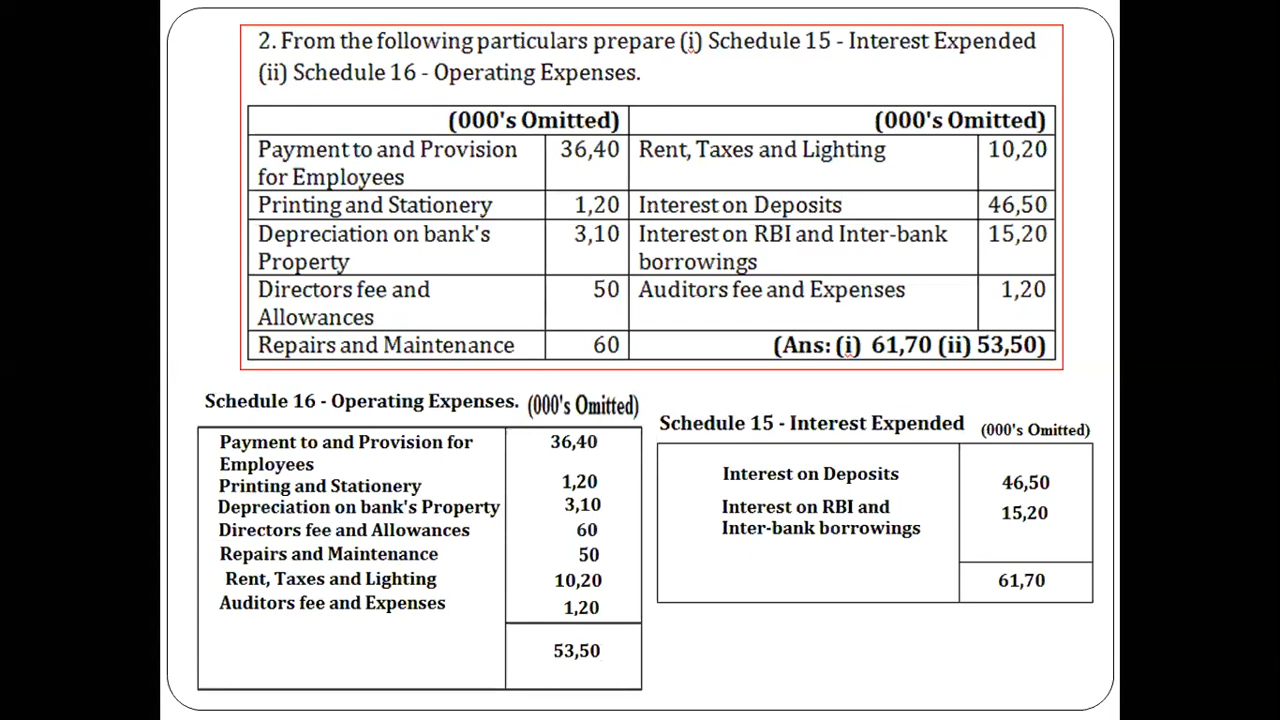 2. From the following particulars prepare (i) Schedule 15 - Interest Expended
(ii) Schedule 16 - Operating Expenses.
(000's Omitted) (000's Omitted)
Payment to and Provision 36,40 Rent, Taxes and Lighting 10,20
for Employees
Printing and Stationery 1,20 Interest on Deposits 46,50
Depreciation on bank's 3,10 Interest on RBI and Inter-bank 15,20
Property borrowings
Directors fee and 50 Auditors fee and Expenses 1,20
Allowances
Repairs and Maintenance 60 (Ans: (i) 61,70 (ii) 53,50)
Schedule 16 - Operating Expenses. (000's Omitted)
Payment to and Provision for 36,40
Employees
Printing and Stationery 1,20
Depreciation on bank's Property 3,10
Directors fee and Allowances 60
Repairs and Maintenance 50
Rent, Taxes and Lighting 10,20
Auditors fee and Expenses 1,20
53,50
Schedule 15 - Interest Expended (000's Omitted)
Interest on Deposits 46,50
Interest on RBI and 15,20
Inter-bank borrowings
61,70